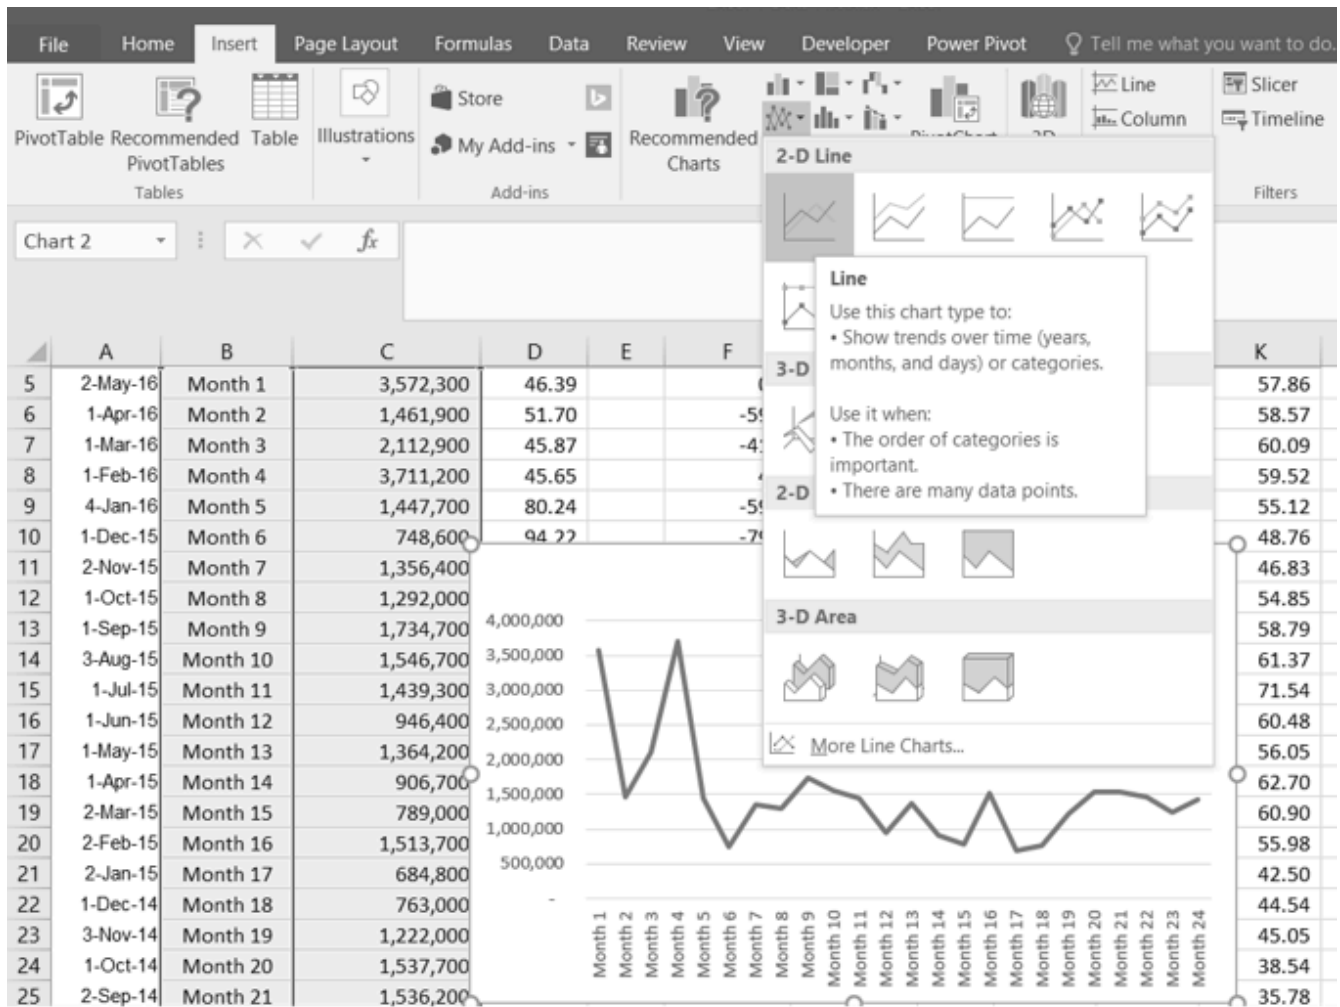 File Home Insert Page Layout Formulas Data Review View Developer Power Pivot Tell me what you want to do.
PivotTable Recommended PivotTables Table
Tables
Illustrations
Store
My Add-ins
Add-ins
Recommended Charts
Line
Column
Slicer
Timeline
Filters
Chart 2 fx
2-D Line
Line
Use this chart type to:
• Show trends over time (years,
months, and days) or categories.
Use it when:
• The order of categories is
important.
• There are many data points.
3-D
2-D
3-D Area
More Line Charts...
A B C D E F K
5 2-May-16 Month 1 3,572,300 46.39 57.86
6 1-Apr-16 Month 2 1,461,900 51.70 -59 58.57
7 1-Mar-16 Month 3 2,112,900 45.87 -41 60.09
8 1-Feb-16 Month 4 3,711,200 45.65 59.52
9 4-Jan-16 Month 5 1,447,700 80.24 -59 55.12
10 1-Dec-15 Month 6 748,600 94.22 -79 48.76
11 2-Nov-15 Month 7 1,356,400 46.83
12 1-Oct-15 Month 8 1,292,000 54.85
13 1-Sep-15 Month 9 1,734,700 58.79
14 3-Aug-15 Month 10 1,546,700 61.37
15 1-Jul-15 Month 11 1,439,300 71.54
16 1-Jun-15 Month 12 946,400 60.48
17 1-May-15 Month 13 1,364,200 56.05
18 1-Apr-15 Month 14 906,700 62.70
19 2-Mar-15 Month 15 789,000 60.90
20 2-Feb-15 Month 16 1,513,700 55.98
21 2-Jan-15 Month 17 684,800 42.50
22 1-Dec-14 Month 18 763,000 44.54
23 3-Nov-14 Month 19 1,222,000 45.05
24 1-Oct-14 Month 20 1,537,700 38.54
25 2-Sep-14 Month 21 1,536,200 35.78
4,000,000
3,500,000
3,000,000
2,500,000
2,000,000
1,500,000
1,000,000
500,000
-
Month 1
Month 2
Month 3
Month 4
Month 5
Month 6
Month 7
Month 8
Month 9
Month 10
Month 11
Month 12
Month 13
Month 14
Month 15
Month 16
Month 17
Month 18
Month 19
Month 20
Month 21
Month 22
Month 23
Month 24